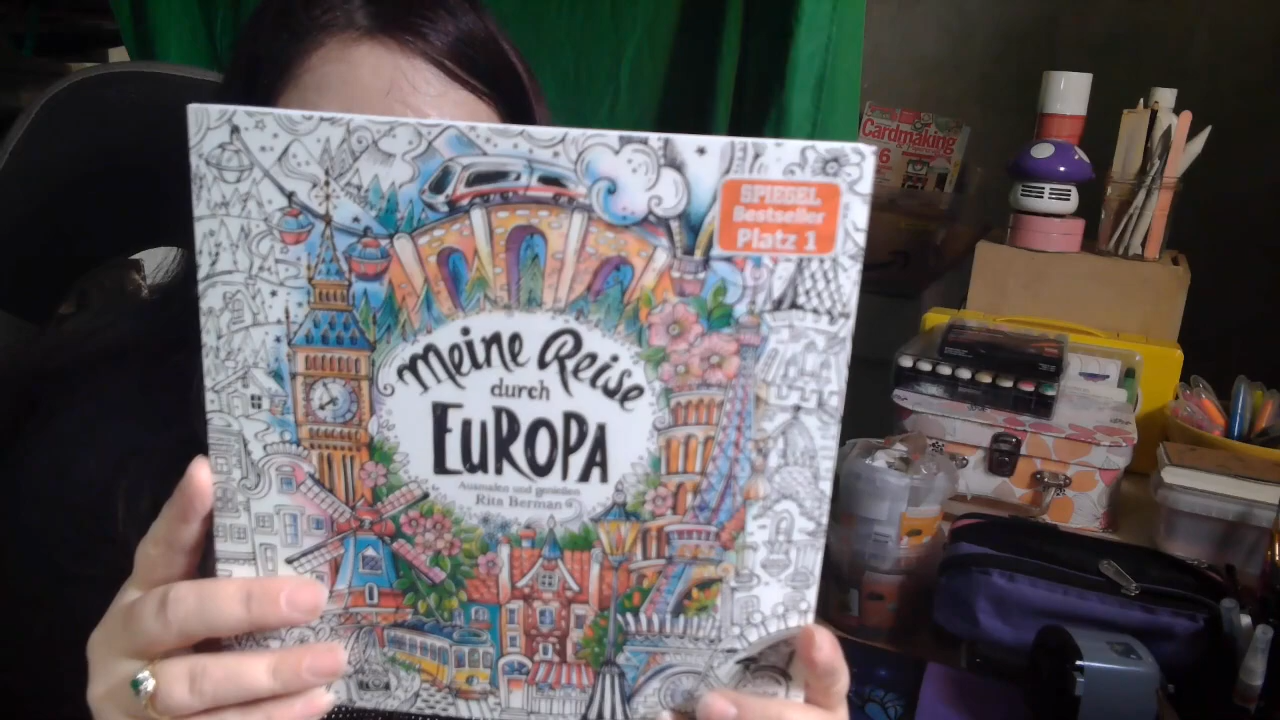 SPIEGEL
Bestseller
Platz 1
Meine Reise
durch
EUROPA
Ausmalen und genießen
Rita Berman
Cardmaking